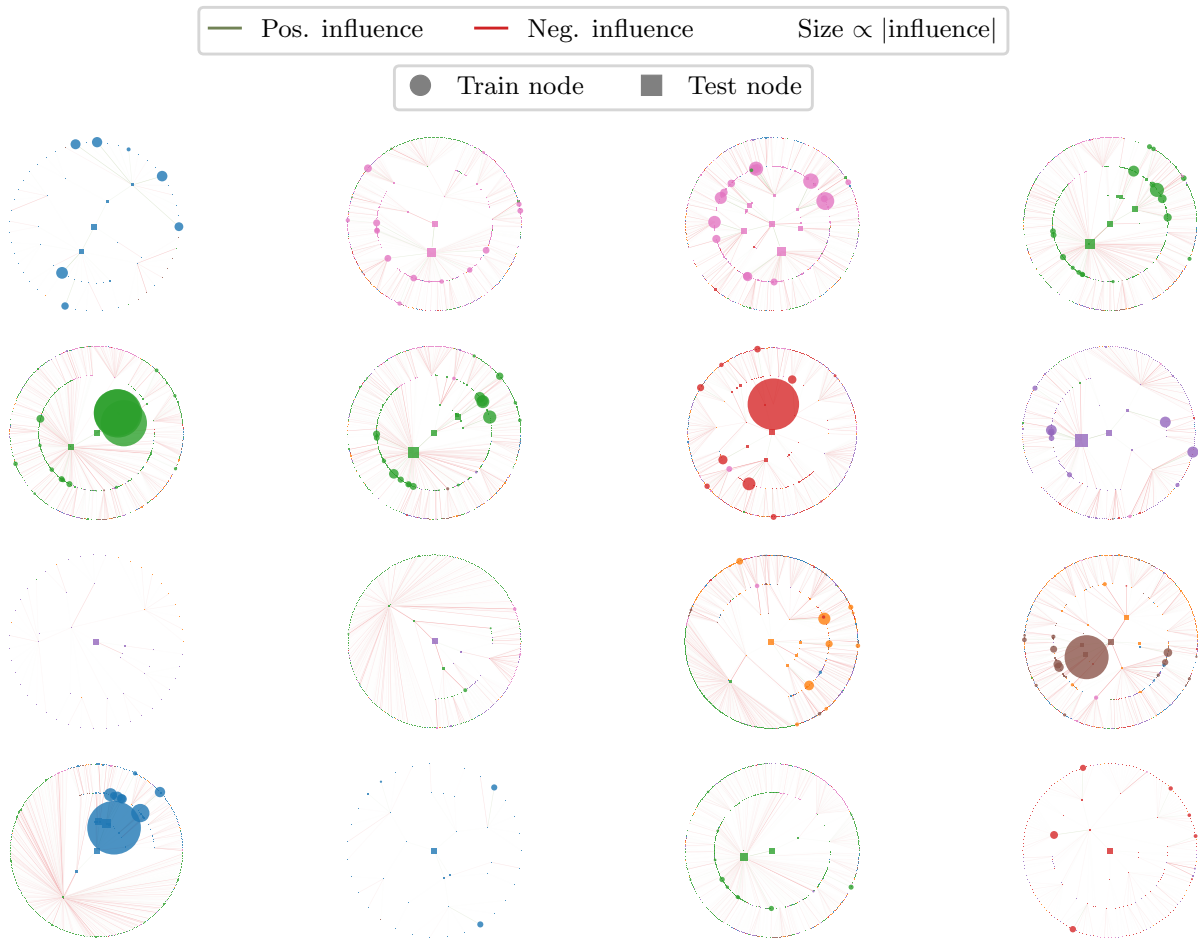 Pos. influence Neg. influence Size ∝ |influence|
Train node Test node